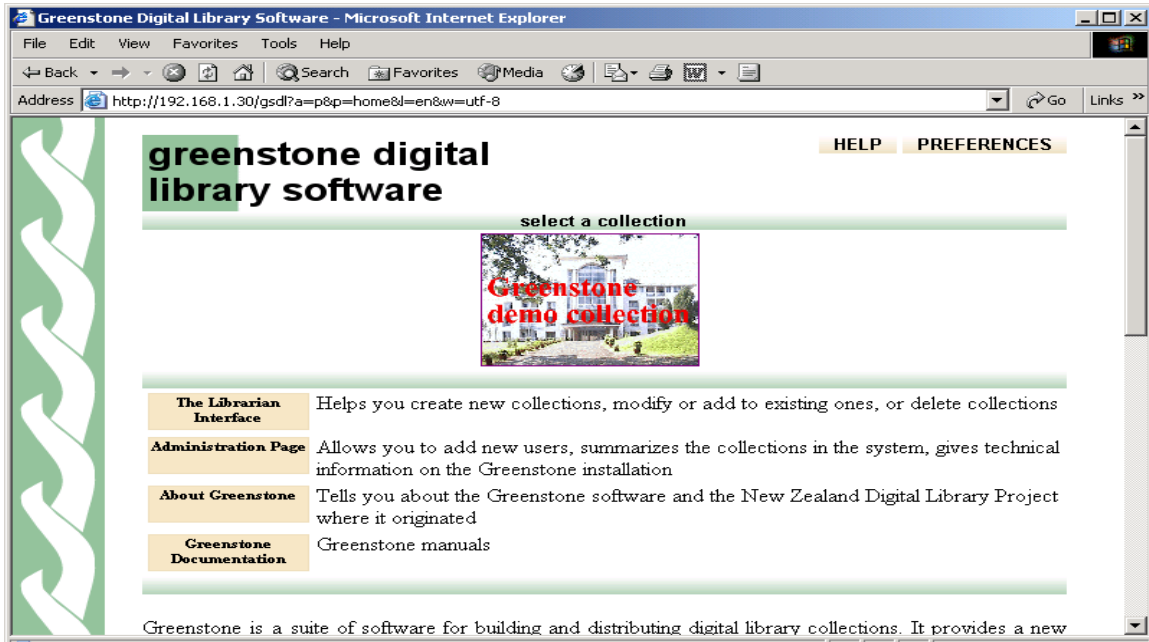 Greenstone Digital Library Software - Microsoft Internet Explorer
File Edit View Favorites Tools Help
Back Search Favorites Media
Address http://192.168.1.30/gsdl?a=p&p=home&l=en&w=utf-8 Go Links »
greenstone digital
library software
HELP PREFERENCES
select a collection
Greenstone
demo collection
The Librarian
Interface
Helps you create new collections, modify or add to existing ones, or delete collections
Administration Page
Allows you to add new users, summarizes the collections in the system, gives technical
information on the Greenstone installation
About Greenstone
Tells you about the Greenstone software and the New Zealand Digital Library Project
where it originated
Greenstone
Documentation
Greenstone manuals
Greenstone is a suite of software for building and distributing digital library collections. It provides a new